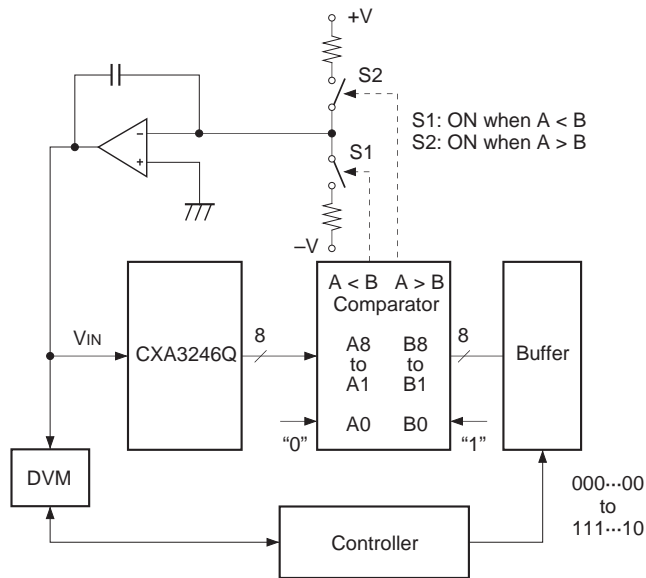 +V
S2
S1: ON when A < B
S2: ON when A > B
–
+
S1
–V
A < B A > B
Comparator
A8 B8
to to
A1 B1
A0 B0
VIN
CXA3246Q
8
8
Buffer
“0”
“1”
DVM
Controller
000···00
to
111···10